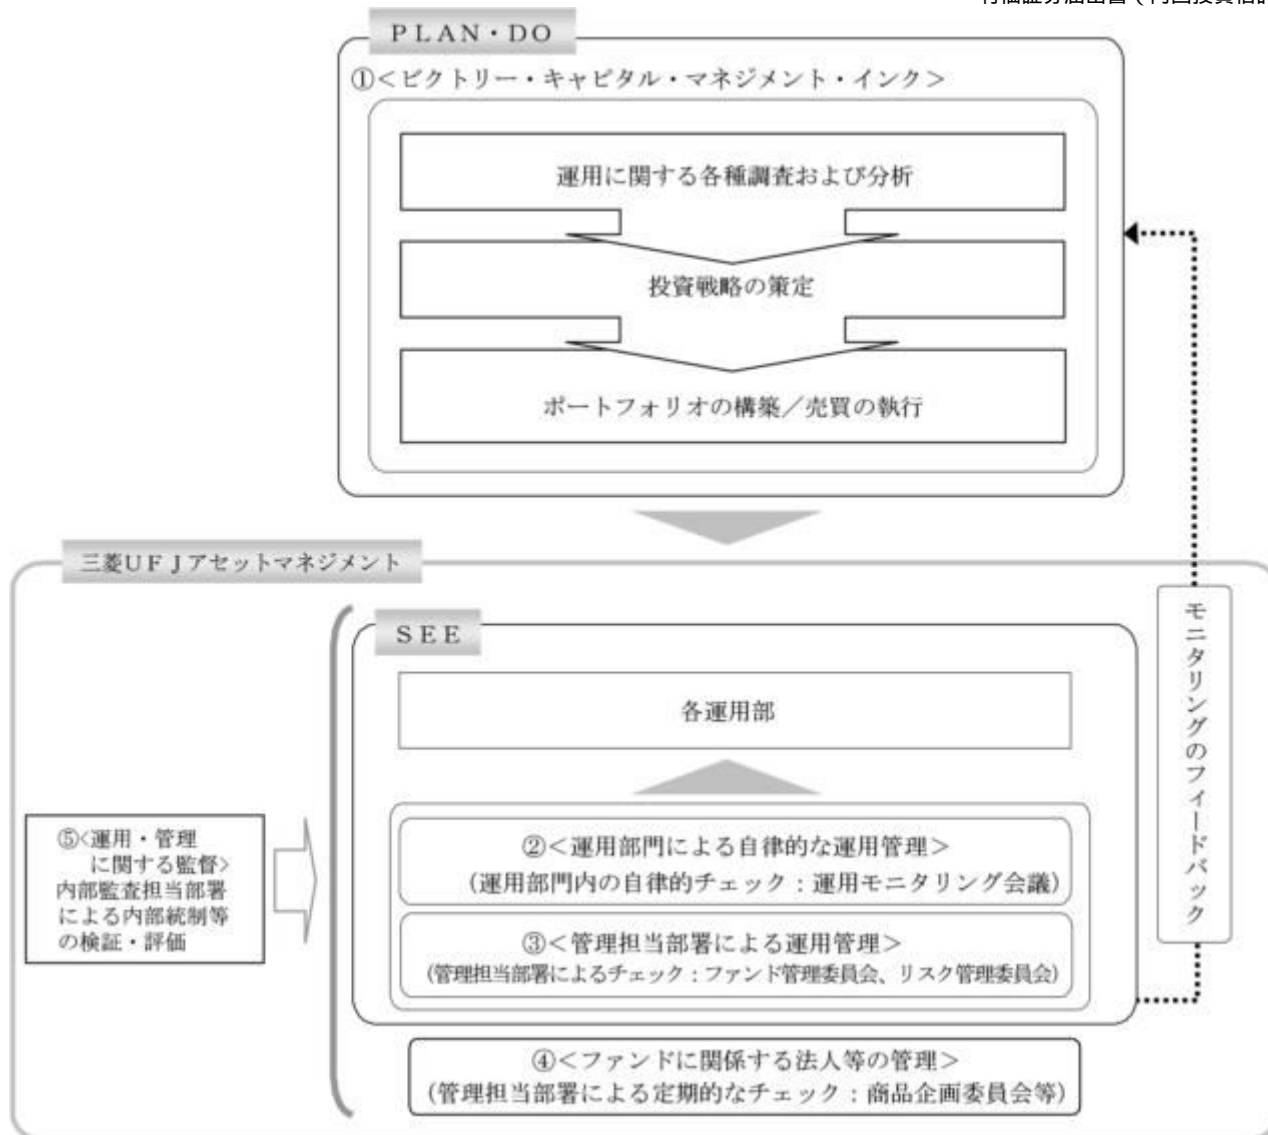 ＰＬＡＮ・ＤＯ
①＜ビクトリー・キャピタル・マネジメント・インク＞
運用に関する各種調査および分析
投資戦略の策定
ポートフォリオの構築／売買の執行
三菱ＵＦＪアセットマネジメント
ＳＥＥ
各運用部
②＜運用部門による自律的な運用管理＞
（運用部門内の自律的チェック：運用モニタリング会議）
③＜管理担当部署による運用管理＞
（管理担当部署によるチェック：ファンド管理委員会、リスク管理委員会）
④＜ファンドに関係する法人等の管理＞
（管理担当部署による定期的なチェック：商品企画委員会等）
⑤＜運用・管理
に関する監督＞
内部監査担当部署
による内部統制等
の検証・評価
モニタリングのフィードバック